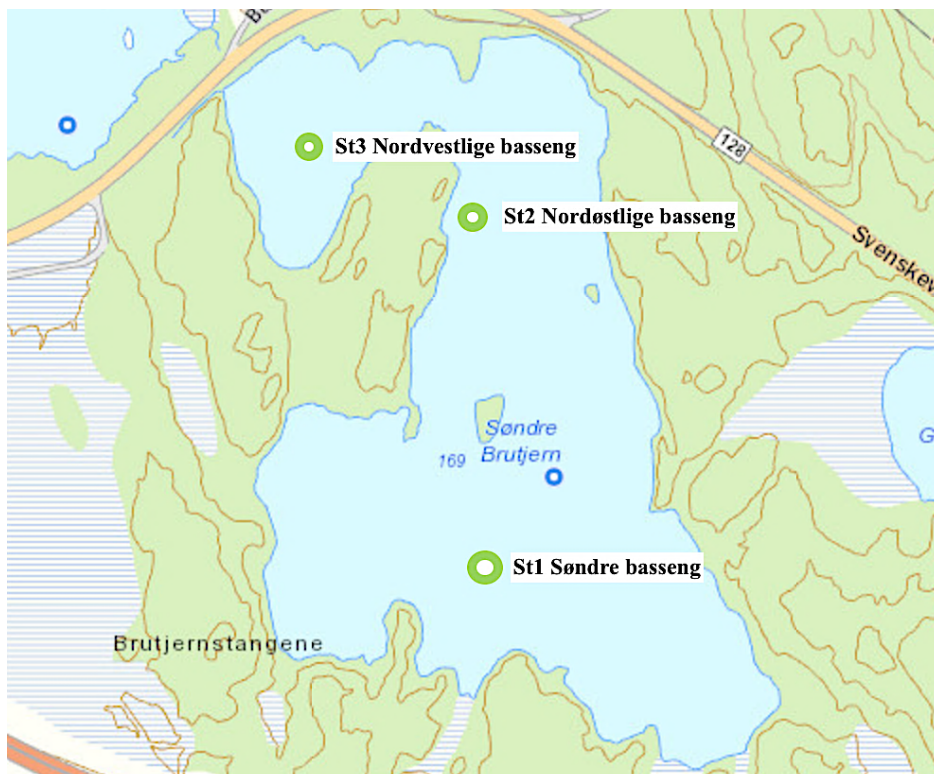 St3 Nordvestlige basseng
128
St2 Nordøstlige basseng
Søndre
Brutjern
169
St1 Søndre basseng
Brutjernstangene